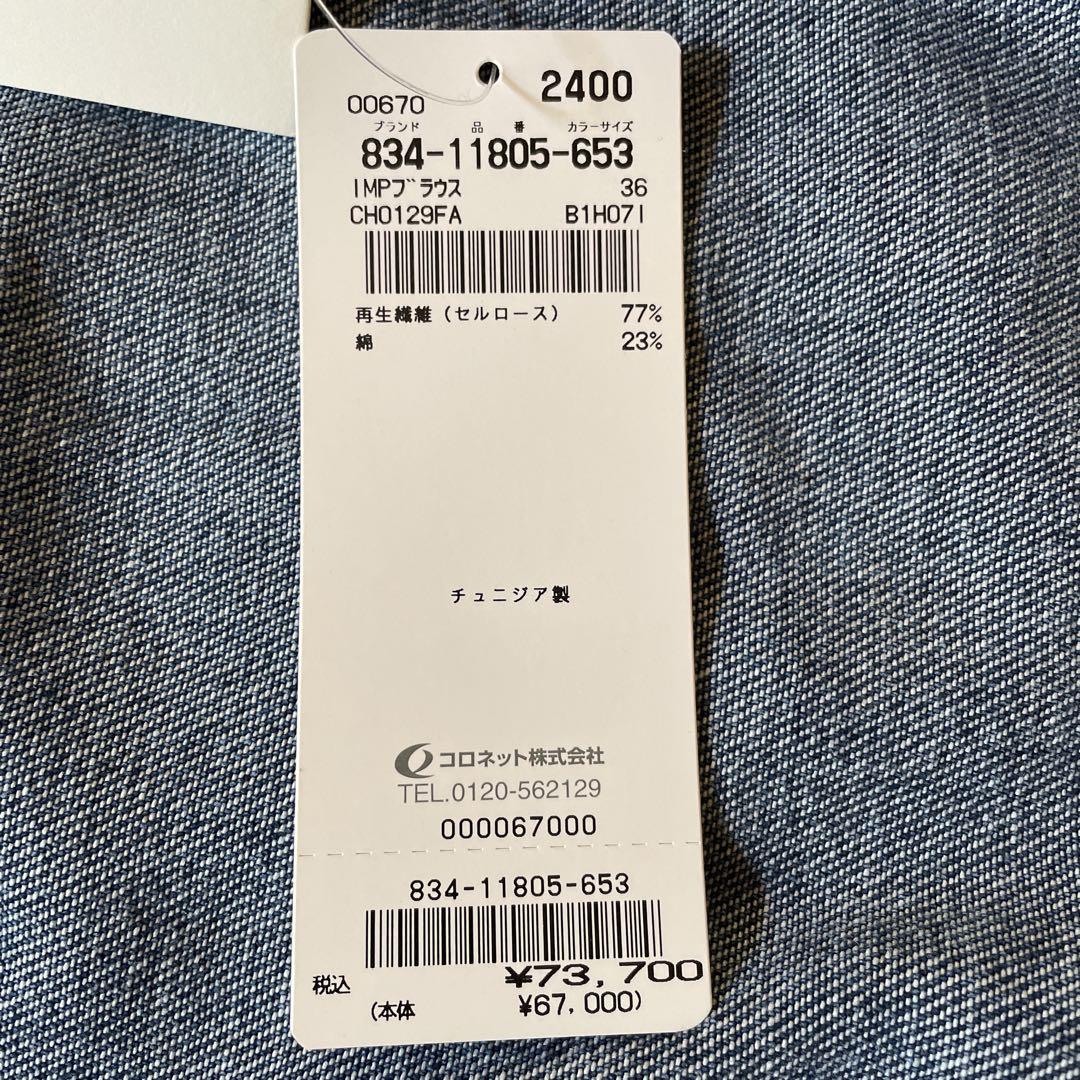 2400
00670
ブランド 品 番 カラーサイズ
834-11805-653
IMPブラウス 36
CH0129FA B1H07I
再生繊維(セルロース) 77%
綿 23%
チュニジア製
コロネット株式会社
TEL.0120-562129
000067000
834-11805-653
税込 ¥73,700
(本体 ¥67,000)